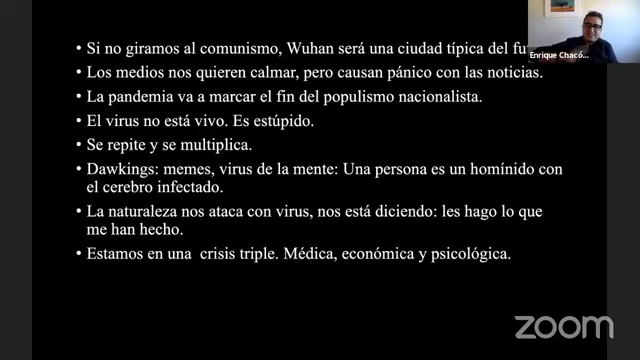 Si no giramos al comunismo, Wuhan será una ciudad típica del
Enrique Chacó...
Los medios nos quieren calmar, pero causan pánico con las noticias.
La pandemia va a marcar el fin del populismo nacionalista.
El virus no está vivo. Es estúpido.
Se repite y se multiplica.
Dawkings: memes, virus de la mente: Una persona es un homínido con
el cerebro infectado.
La naturaleza nos ataca con virus, nos está diciendo: les hago lo que
me han hecho.
Estamos en una crisis triple. Médica, económica y psicológica.
zoom